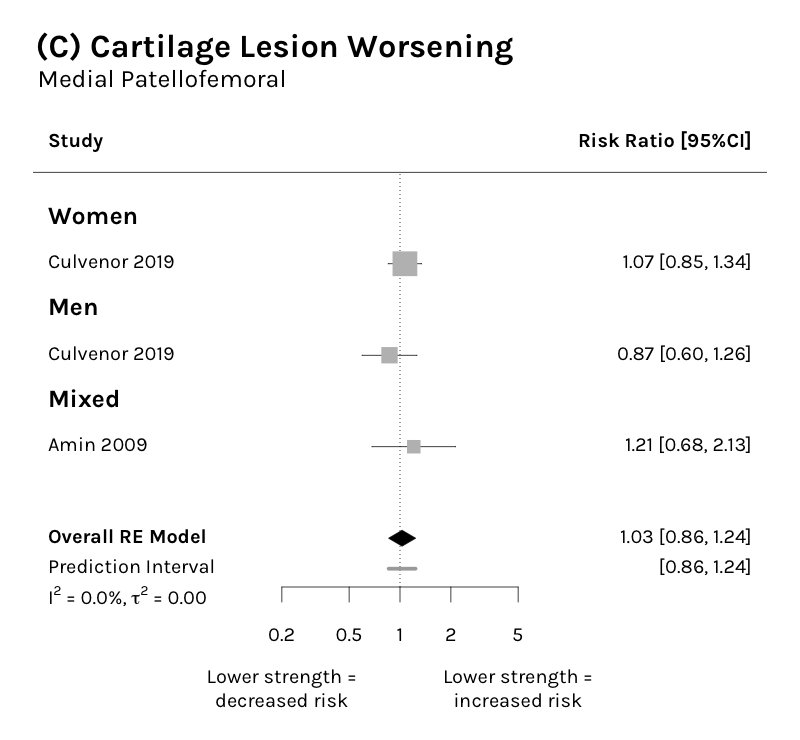 (C) Cartilage Lesion Worsening
Medial Patellofemoral
Study Risk Ratio [95%CI]
Women
Culvenor 2019 1.07 [0.85, 1.34]
Men
Culvenor 2019 0.87 [0.60, 1.26]
Mixed
Amin 2009 1.21 [0.68, 2.13]
Overall RE Model 1.03 [0.86, 1.24]
Prediction Interval [0.86, 1.24]
I² = 0.0%, τ² = 0.00
0.2 0.5 1 2 5
Lower strength = Lower strength =
decreased risk increased risk